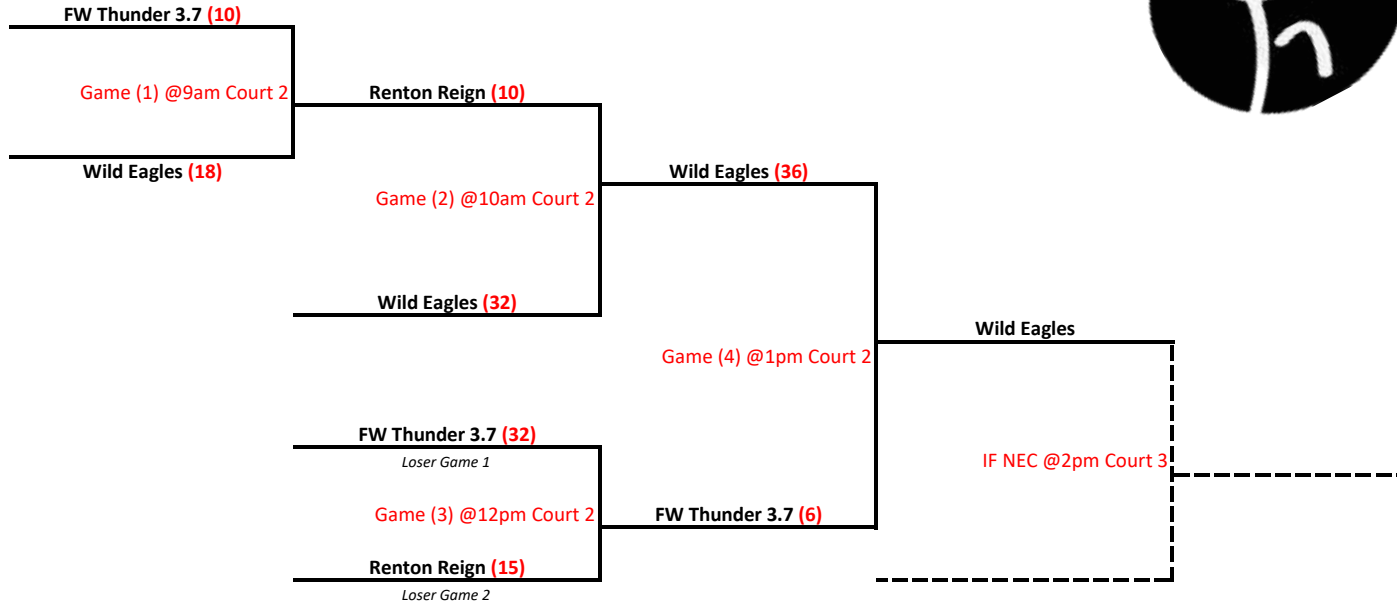 FW Thunder 3.7 (10)
Game (1) @9am Court 2
Wild Eagles (18)
Renton Reign (10)
Game (2) @10am Court 2
Wild Eagles (32)
Wild Eagles (36)
Game (4) @1pm Court 2
FW Thunder 3.7 (32)
Loser Game 1
Game (3) @12pm Court 2
Renton Reign (15)
Loser Game 2
FW Thunder 3.7 (6)
Wild Eagles
IF NEC @2pm Court 3